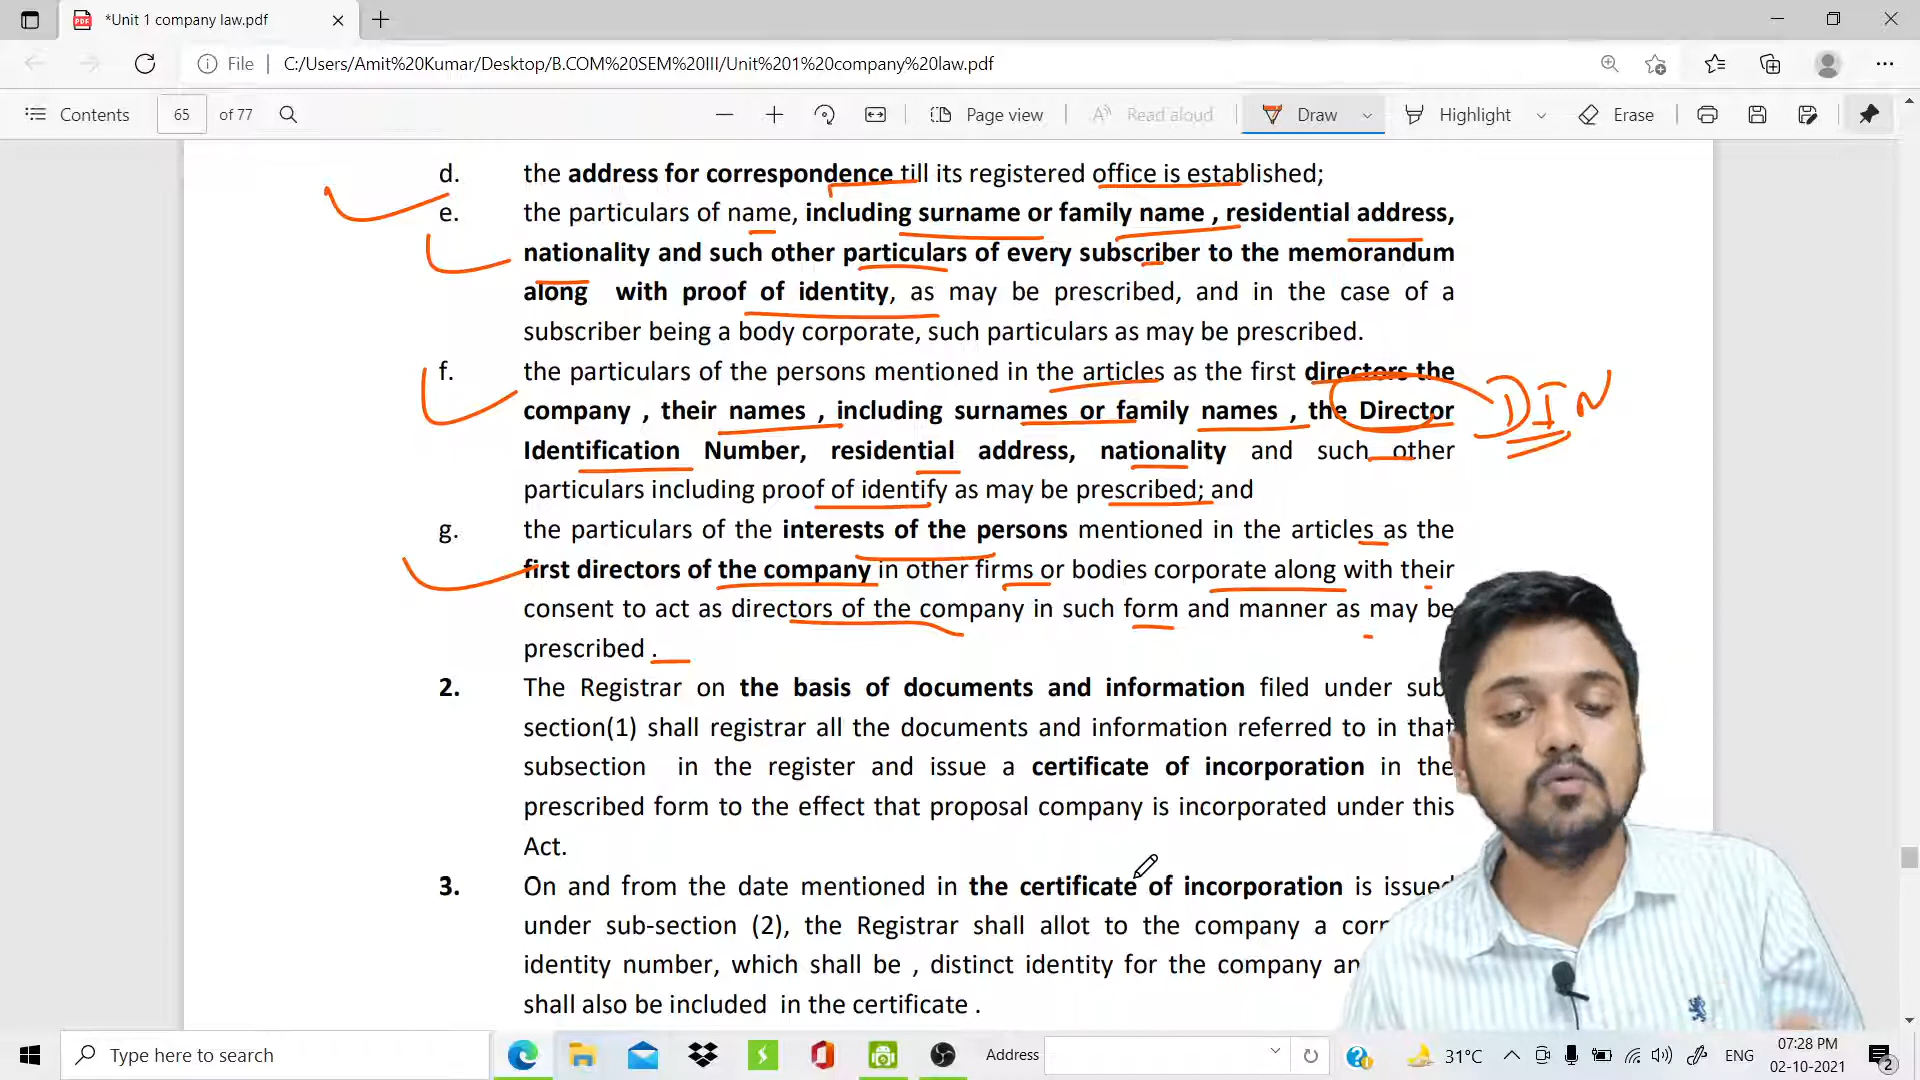 *Unit 1 company law.pdf
File
C:/Users/Amit%20Kumar/Desktop/B.COM%20SEM%20III/Unit%201%20company%20law.pdf
Contents 65 of 77 Page view Read aloud Draw Highlight Erase
d. the address for correspondence till its registered office is established;
e. the particulars of name, including surname or family name , residential address,
nationality and such other particulars of every subscriber to the memorandum
along with proof of identity, as may be prescribed, and in the case of a
subscriber being a body corporate, such particulars as may be prescribed.
f. the particulars of the persons mentioned in the articles as the first directors the
company , their names , including surnames or family names , the Director
DIN
Identification Number, residential address, nationality and such other
particulars including proof of identify as may be prescribed; and
g. the particulars of the interests of the persons mentioned in the articles as the
first directors of the company in other firms or bodies corporate along with their
consent to act as directors of the company in such form and manner as may be
prescribed .
2. The Registrar on the basis of documents and information filed under sub
section(1) shall registrar all the documents and information referred to in that
subsection in the register and issue a certificate of incorporation in the
prescribed form to the effect that proposal company is incorporated under this
Act.
3. On and from the date mentioned in the certificate of incorporation is issued
under sub-section (2), the Registrar shall allot to the company a
identity number, which shall be , distinct identity for the company
shall also be included in the certificate .
Type here to search
Address
31°C
ENG
07:28 PM
02-10-2021
2